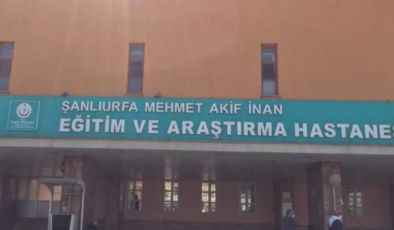 ŞANLIURFA MEHMET AKİF İNAN
EĞİTİM VE ARAŞTIRMA HASTANES